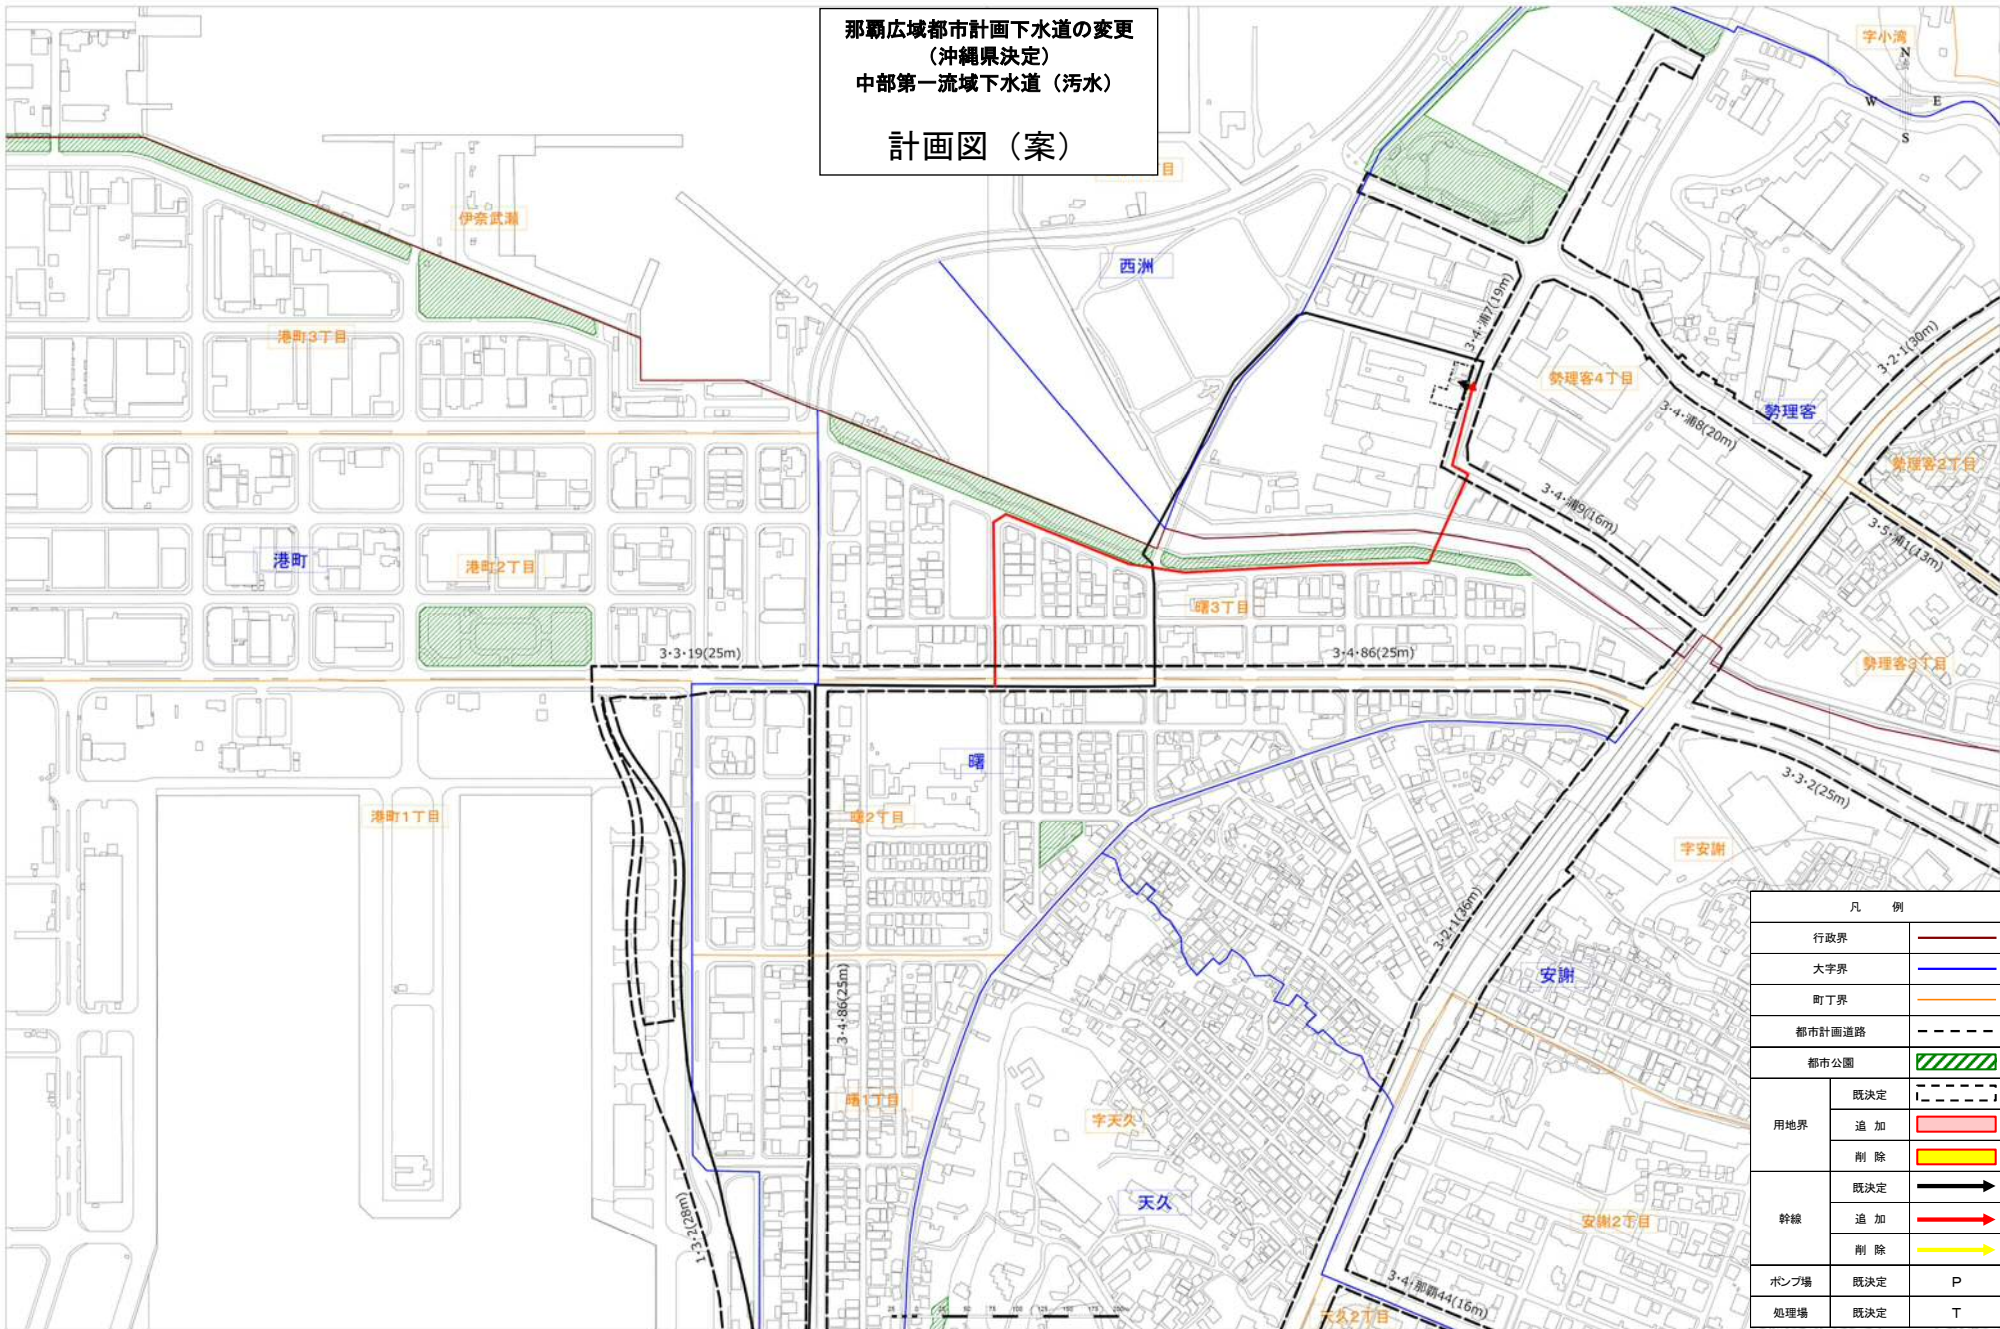 那覇広域都市計画下水道の変更
（沖縄県決定）
中部第一流域下水道（汚水）
計画図（案）
字小湾
N
W
E
S
目
伊奈武瀬
西洲
港町3丁目
3・4・浦7(19m)
勢理客4丁目
3・2・1(30m)
勢理客
3・4・浦8(20m)
勢理客2丁目
3・4・浦9(16m)
3・5・浦1(13m)
港町
港町2丁目
曙3丁目
3・3・19(25m)
3・4・86(25m)
勢理客3丁目
曙
3・3・2(25m)
港町1丁目
曙2丁目
字安謝
3・2・1(36m)
安謝
3・4・86(25m)
曙1丁目
字天久
天久
安謝2丁目
1・3・2(28m)
3・4・那覇44(16m)
天久2丁目
25 0 25 50 75 100 125 150 175 200m
凡 例
行政界
大字界
町丁界
都市計画道路
都市公園
用地界
既決定
追 加
削 除
幹線
既決定
追 加
削 除
ポンプ場 既決定 P
処理場 既決定 T